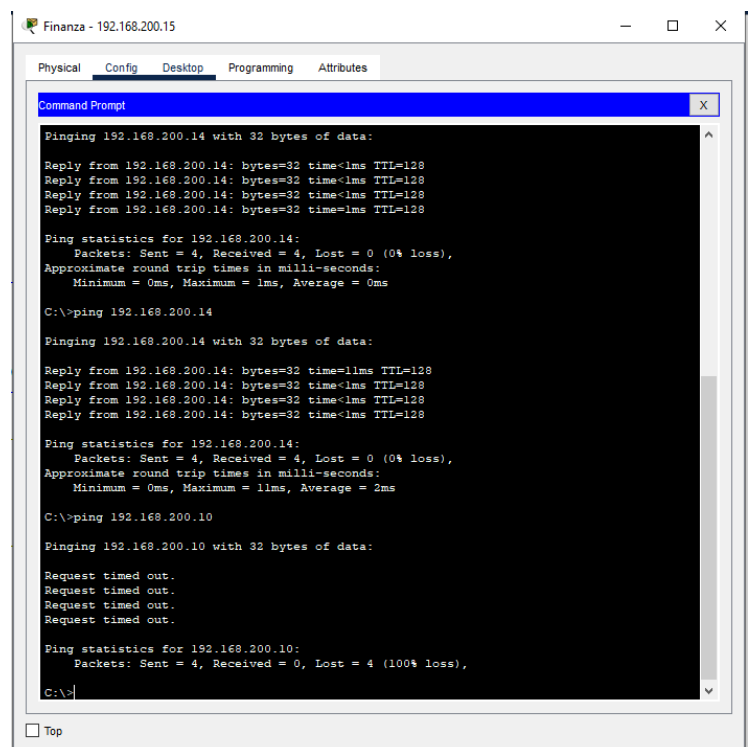 Finanza - 192.168.200.15
Physical Config Desktop Programming Attributes
Command Prompt X
Pinging 192.168.200.14 with 32 bytes of data:
Reply from 192.168.200.14: bytes=32 time<1ms TTL=128
Reply from 192.168.200.14: bytes=32 time<1ms TTL=128
Reply from 192.168.200.14: bytes=32 time<1ms TTL=128
Reply from 192.168.200.14: bytes=32 time=1ms TTL=128
Ping statistics for 192.168.200.14:
Packets: Sent = 4, Received = 4, Lost = 0 (0% loss),
Approximate round trip times in milli-seconds:
Minimum = 0ms, Maximum = 1ms, Average = 0ms
C:\>ping 192.168.200.14
Pinging 192.168.200.14 with 32 bytes of data:
Reply from 192.168.200.14: bytes=32 time=11ms TTL=128
Reply from 192.168.200.14: bytes=32 time<1ms TTL=128
Reply from 192.168.200.14: bytes=32 time<1ms TTL=128
Reply from 192.168.200.14: bytes=32 time<1ms TTL=128
Ping statistics for 192.168.200.14:
Packets: Sent = 4, Received = 4, Lost = 0 (0% loss),
Approximate round trip times in milli-seconds:
Minimum = 0ms, Maximum = 11ms, Average = 2ms
C:\>ping 192.168.200.10
Pinging 192.168.200.10 with 32 bytes of data:
Request timed out.
Request timed out.
Request timed out.
Request timed out.
Ping statistics for 192.168.200.10:
Packets: Sent = 4, Received = 0, Lost = 4 (100% loss),
C:\>
Top